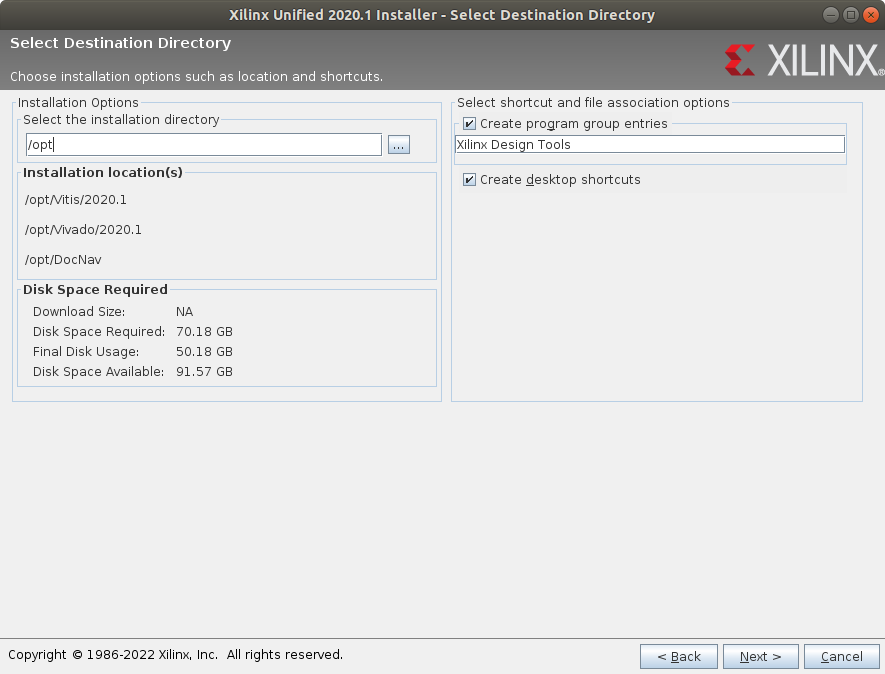 Xilinx Unified 2020.1 Installer - Select Destination Directory
Select Destination Directory
Choose installation options such as location and shortcuts.
XILINX®
Installation Options
Select the installation directory
/opt
...
Installation location(s)
/opt/Vitis/2020.1
/opt/Vivado/2020.1
/opt/DocNav
Disk Space Required
Download Size: NA
Disk Space Required: 70.18 GB
Final Disk Usage: 50.18 GB
Disk Space Available: 91.57 GB
Select shortcut and file association options
Create program group entries
Xilinx Design Tools
Create desktop shortcuts
Copyright © 1986-2022 Xilinx, Inc. All rights reserved.
< Back
Next >
Cancel